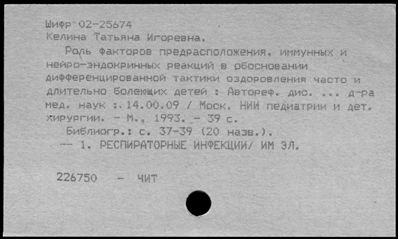 Шифр 02-25674
Келина Татьяна Игоревна.
Роль факторов предрасположения, иммунных и
нейро-эндокринных реакций в обосновании
дифференцированной тактики оздоровления часто и
длительно болеющих детей : Автореф. дис. ... д-ра
мед. наук : 14.00.09 / Моск. НИИ педиатрии и дет.
хирургии. - М., 1993. - 39 с.
Библиогр.: с. 37-39 (20 назв.).
-- 1. РЕСПИРАТОРНЫЕ ИНФЕКЦИИ/ ИМ ЭЛ.
226750 - ЧИТ